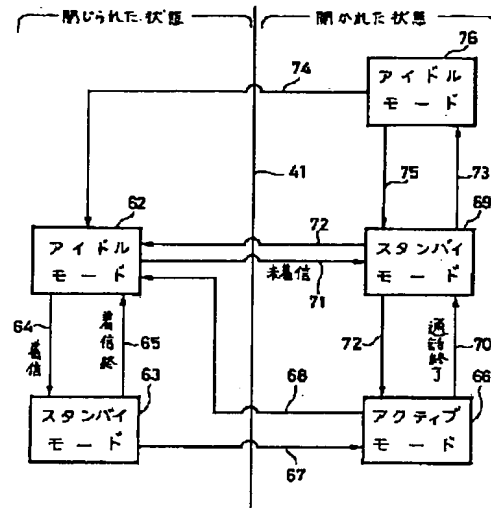 閉じられた状態
開かれた状態
76
74
アイドル
モード
41
75
73
62
69
アイドル
モード
72
スタンバイ
モード
未着信
71
64
着信
65
着信終
63
72
通話終了
70
66
68
スタンバイ
モード
アクティブ
モード
67